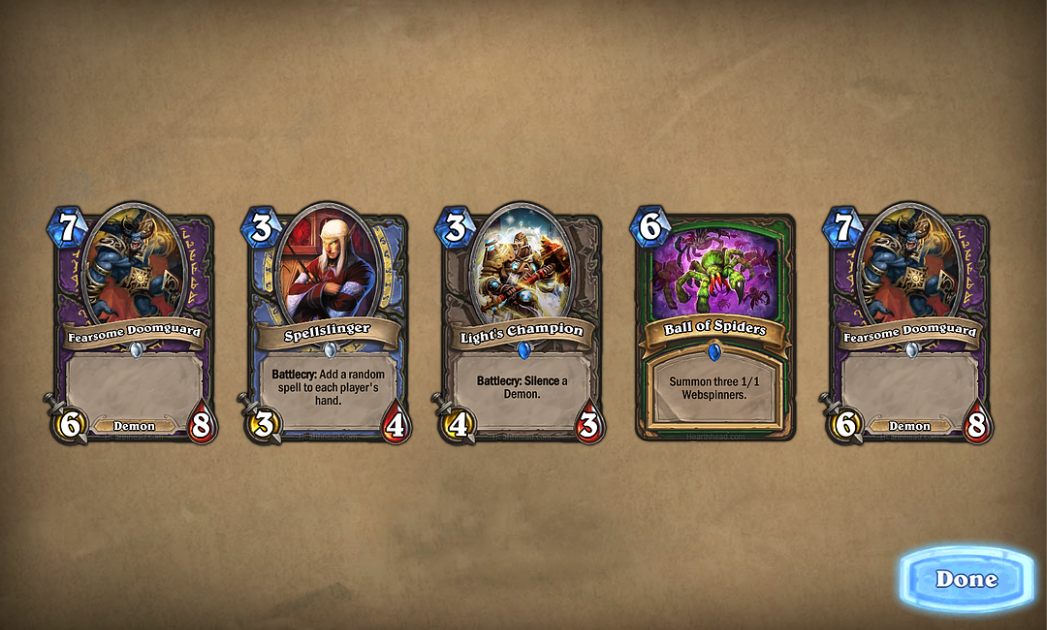 7
Fearsome Doomguard
6
Demon
8
3
Spellslinger
Battlecry: Add a random
spell to each player's
hand.
3
4
3
Light's Champion
Battlecry: Silence a
Demon.
4
3
6
Ball of Spiders
Summon three 1/1
Webspinners.
7
Fearsome Doomguard
6
Demon
8
Done